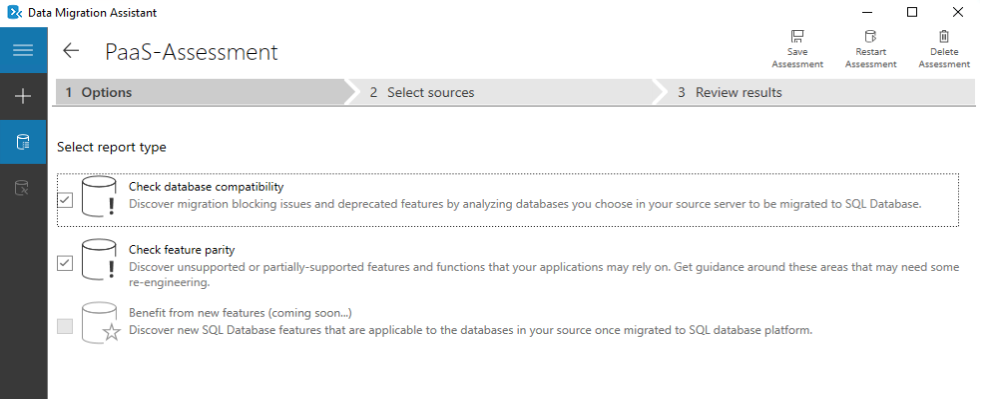 Data Migration Assistant
PaaS-Assessment
Save
Assessment
Restart
Assessment
Delete
Assessment
1 Options
2 Select sources
3 Review results
Select report type
Check database compatibility
Discover migration blocking issues and deprecated features by analyzing databases you choose in your source server to be migrated to SQL Database.
Check feature parity
Discover unsupported or partially-supported features and functions that your applications may rely on. Get guidance around these areas that may need some
re-engineering.
Benefit from new features (coming soon...)
Discover new SQL Database features that are applicable to the databases in your source once migrated to SQL database platform.